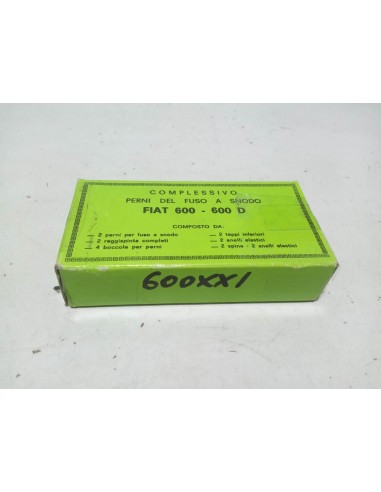 COMPLESSIVO
PERNI DEL FUSO A SNODO
FIAT 600 - 600 D
COMPOSTO DA:
2 perni per fuso a snodo
2 tappi inferiori
2 reggispinta completi
2 anelli elastici
4 boccole per perni
2 spine - 2 anelli elastici
600XX1